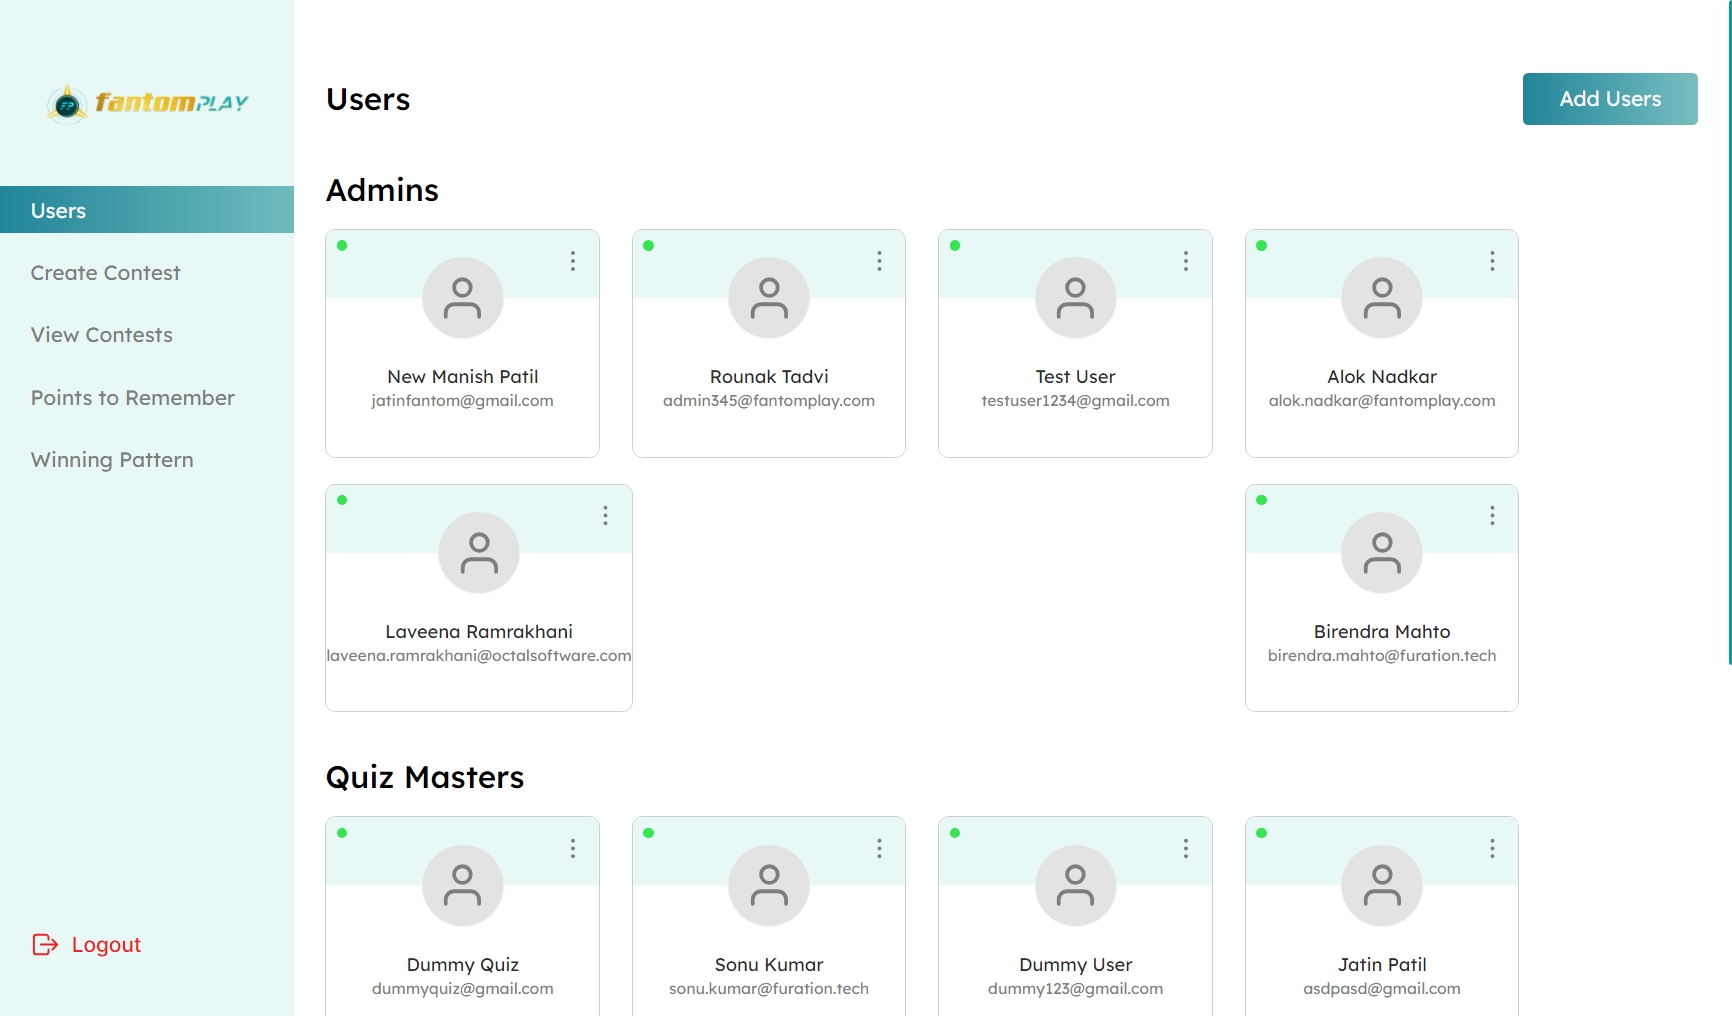 FP fantomPLAY
Users
Create Contest
View Contests
Points to Remember
Winning Pattern
Logout
Users
Add Users
Admins
New Manish Patil
jatinfantom@gmail.com
Rounak Tadvi
admin345@fantomplay.com
Test User
testuser1234@gmail.com
Alok Nadkar
alok.nadkar@fantomplay.com
Laveena Ramrakhani
laveena.ramrakhani@octalsoftware.com
Birendra Mahto
birendra.mahto@furation.tech
Quiz Masters
Dummy Quiz
dummyquiz@gmail.com
Sonu Kumar
sonu.kumar@furation.tech
Dummy User
dummy123@gmail.com
Jatin Patil
asdpasd@gmail.com